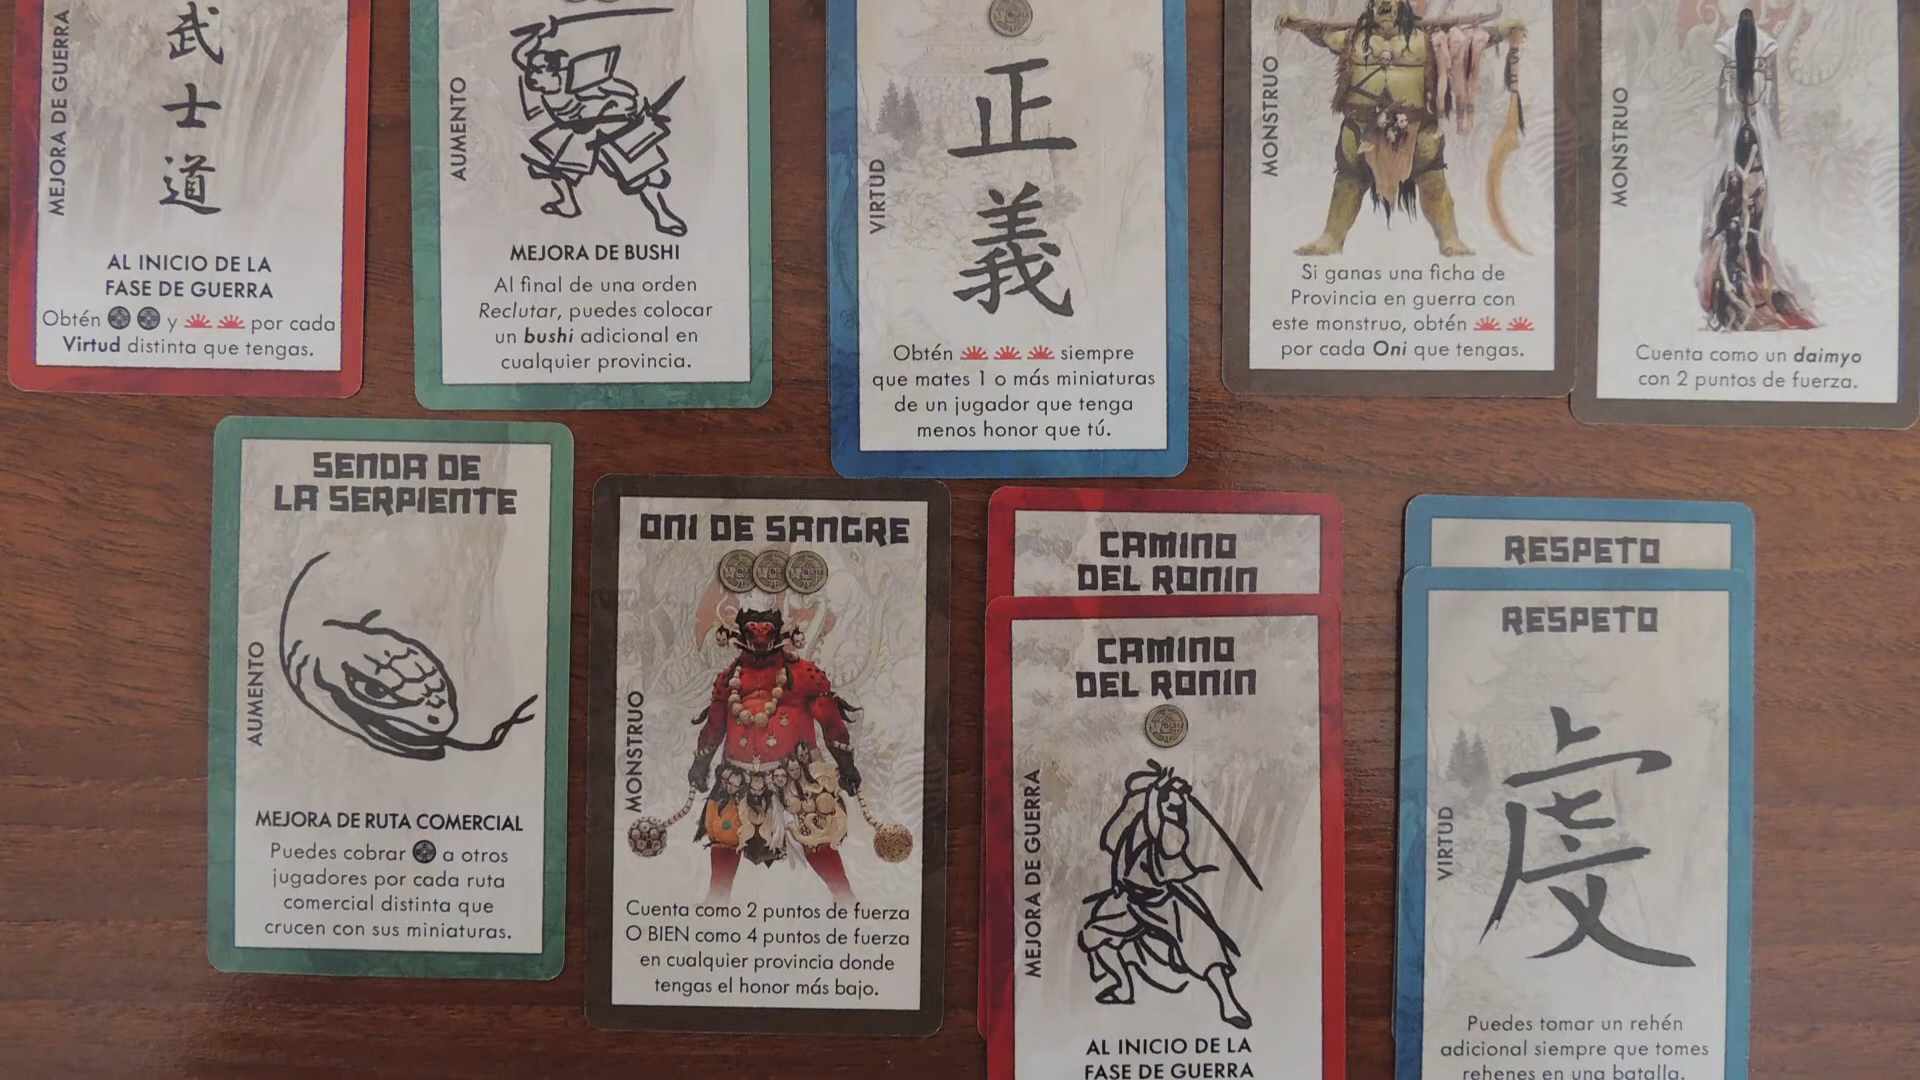 MEJORA DE GUERRA
武
士
道
AL INICIO DE LA
FASE DE GUERRA
Obtén y por cada
Virtud distinta que tengas.
AUMENTO
MEJORA DE BUSHI
Al final de una orden
Reclutar, puedes colocar
un bushi adicional en
cualquier provincia.
VIRTUD
正
義
Obtén siempre
que mates 1 o más miniaturas
de un jugador que tenga
menos honor que tú.
MONSTRUO
Si ganas una ficha de
Provincia en guerra con
este monstruo, obtén
por cada Oni que tengas.
MONSTRUO
Cuenta como un daimyo
con 2 puntos de fuerza.
SENDA DE
LA SERPIENTE
AUMENTO
MEJORA DE RUTA COMERCIAL
Puedes cobrar a otros
jugadores por cada ruta
comercial distinta que
crucen con sus miniaturas.
ONI DE SANGRE
MONSTRUO
Cuenta como 2 puntos de fuerza
O BIEN como 4 puntos de fuerza
en cualquier provincia donde
tengas el honor más bajo.
CAMINO
DEL RONIN
CAMINO
DEL RONIN
MEJORA DE GUERRA
AL INICIO DE LA
FASE DE GUERRA
RESPETO
RESPETO
VIRTUD
Puedes tomar un rehén
adicional siempre que tomes
rehenes en una batalla.